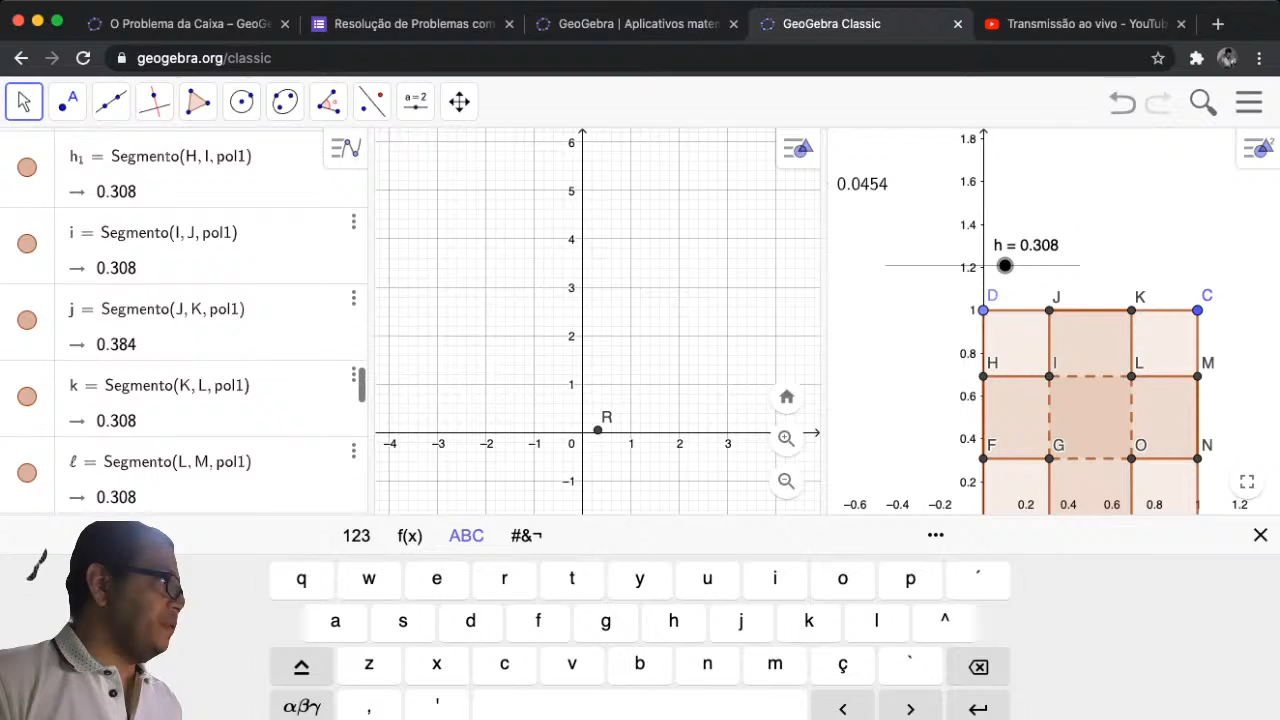 O Problema da Caixa – GeoGe
Resolução de Problemas com
GeoGebra | Aplicativos matem
GeoGebra Classic
Transmissão ao vivo - YouTub
geogebra.org/classic
A
a=2
h₁ = Segmento(H, I, pol1)
→ 0.308
i = Segmento(I, J, pol1)
→ 0.308
j = Segmento(J, K, pol1)
→ 0.384
k = Segmento(K, L, pol1)
→ 0.308
ℓ = Segmento(L, M, pol1)
→ 0.308
6
5
4
3
2
1
−4 −3 −2 −1 0 1 2 3
−1
R
0.0454
h = 0.308
1.8
1.6
1.4
1.2
1
0.8
0.6
0.4
0.2
−0.6 −0.4 −0.2 0.2 0.4 0.6 0.8 1 1.2
D J K C
H I L M
F G O N
123 f(x) ABC #&¬
q w e r t y u i o p ´
a s d f g h j k l ^
z x c v b n m ç `
αβγ , '